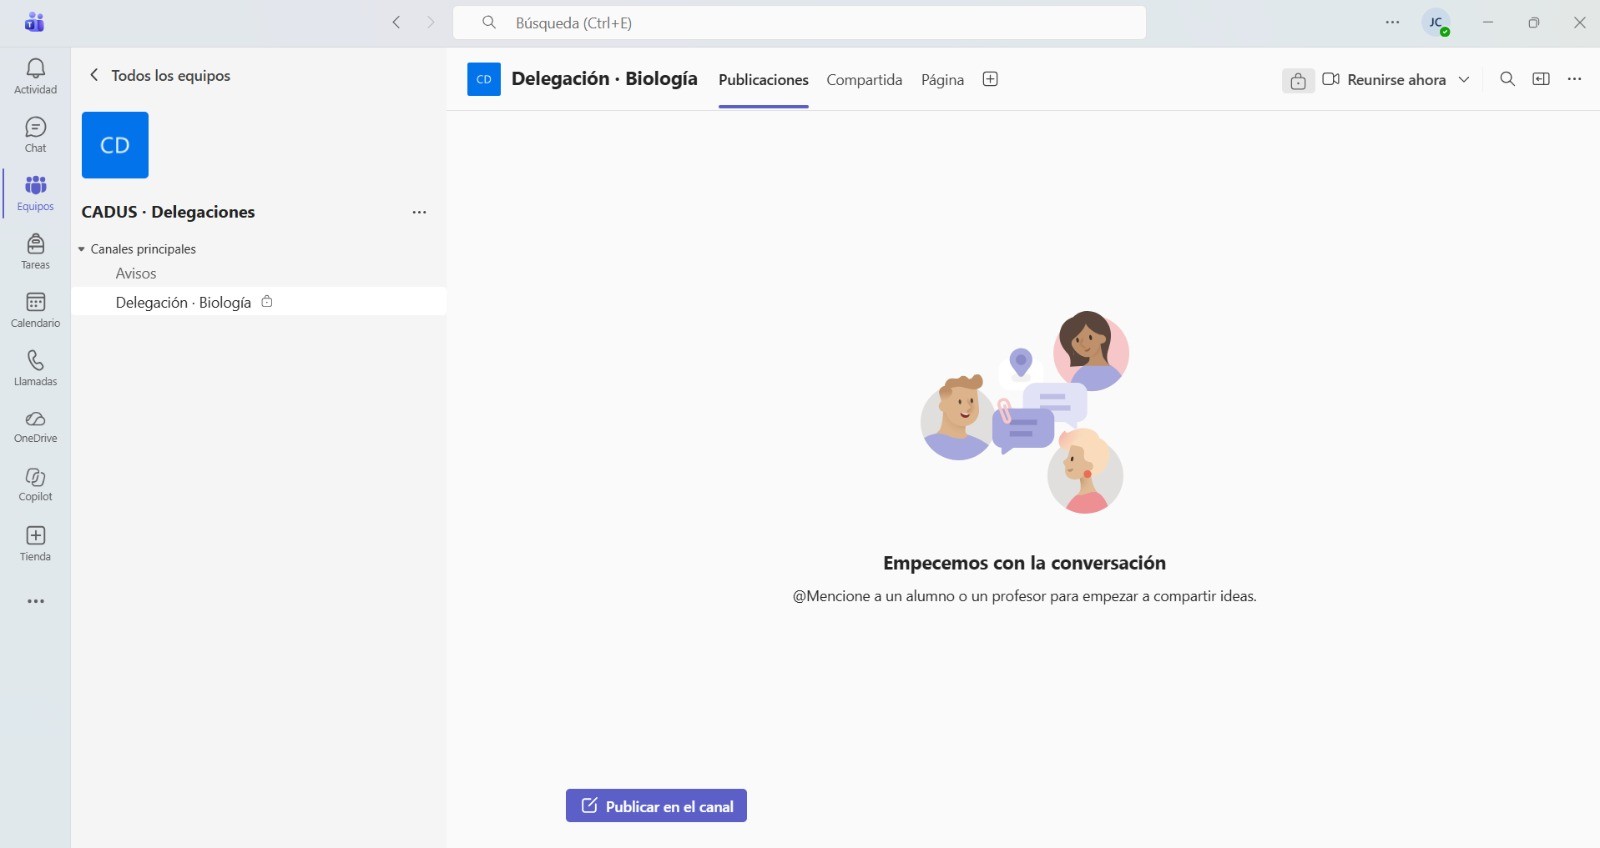 Búsqueda (Ctrl+E)
JC
Actividad
Chat
Equipos
Tareas
Calendario
Llamadas
OneDrive
Copilot
Tienda
Todos los equipos
CD
CADUS · Delegaciones
Canales principales
Avisos
Delegación · Biología
CD
Delegación · Biología
Publicaciones
Compartida
Página
Reunirse ahora
Empecemos con la conversación
@Mencione a un alumno o un profesor para empezar a compartir ideas.
Publicar en el canal